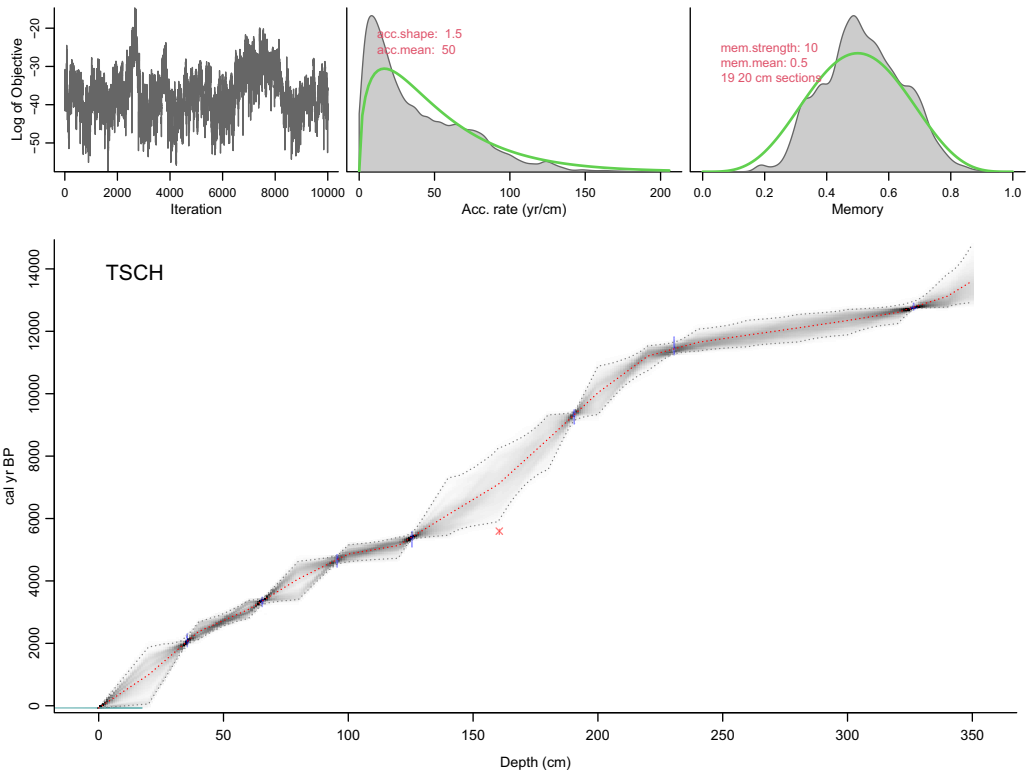 -20
-30
-40
-50
Log of Objective
0 2000 4000 6000 8000 10000
Iteration
acc.shape: 1.5
acc.mean: 50
0 50 100 150 200
Acc. rate (yr/cm)
mem.strength: 10
mem.mean: 0.5
19 20 cm sections
0.0 0.2 0.4 0.6 0.8 1.0
Memory
TSCH
14000
12000
10000
8000
6000
4000
2000
0
cal yr BP
0 50 100 150 200 250 300 350
Depth (cm)